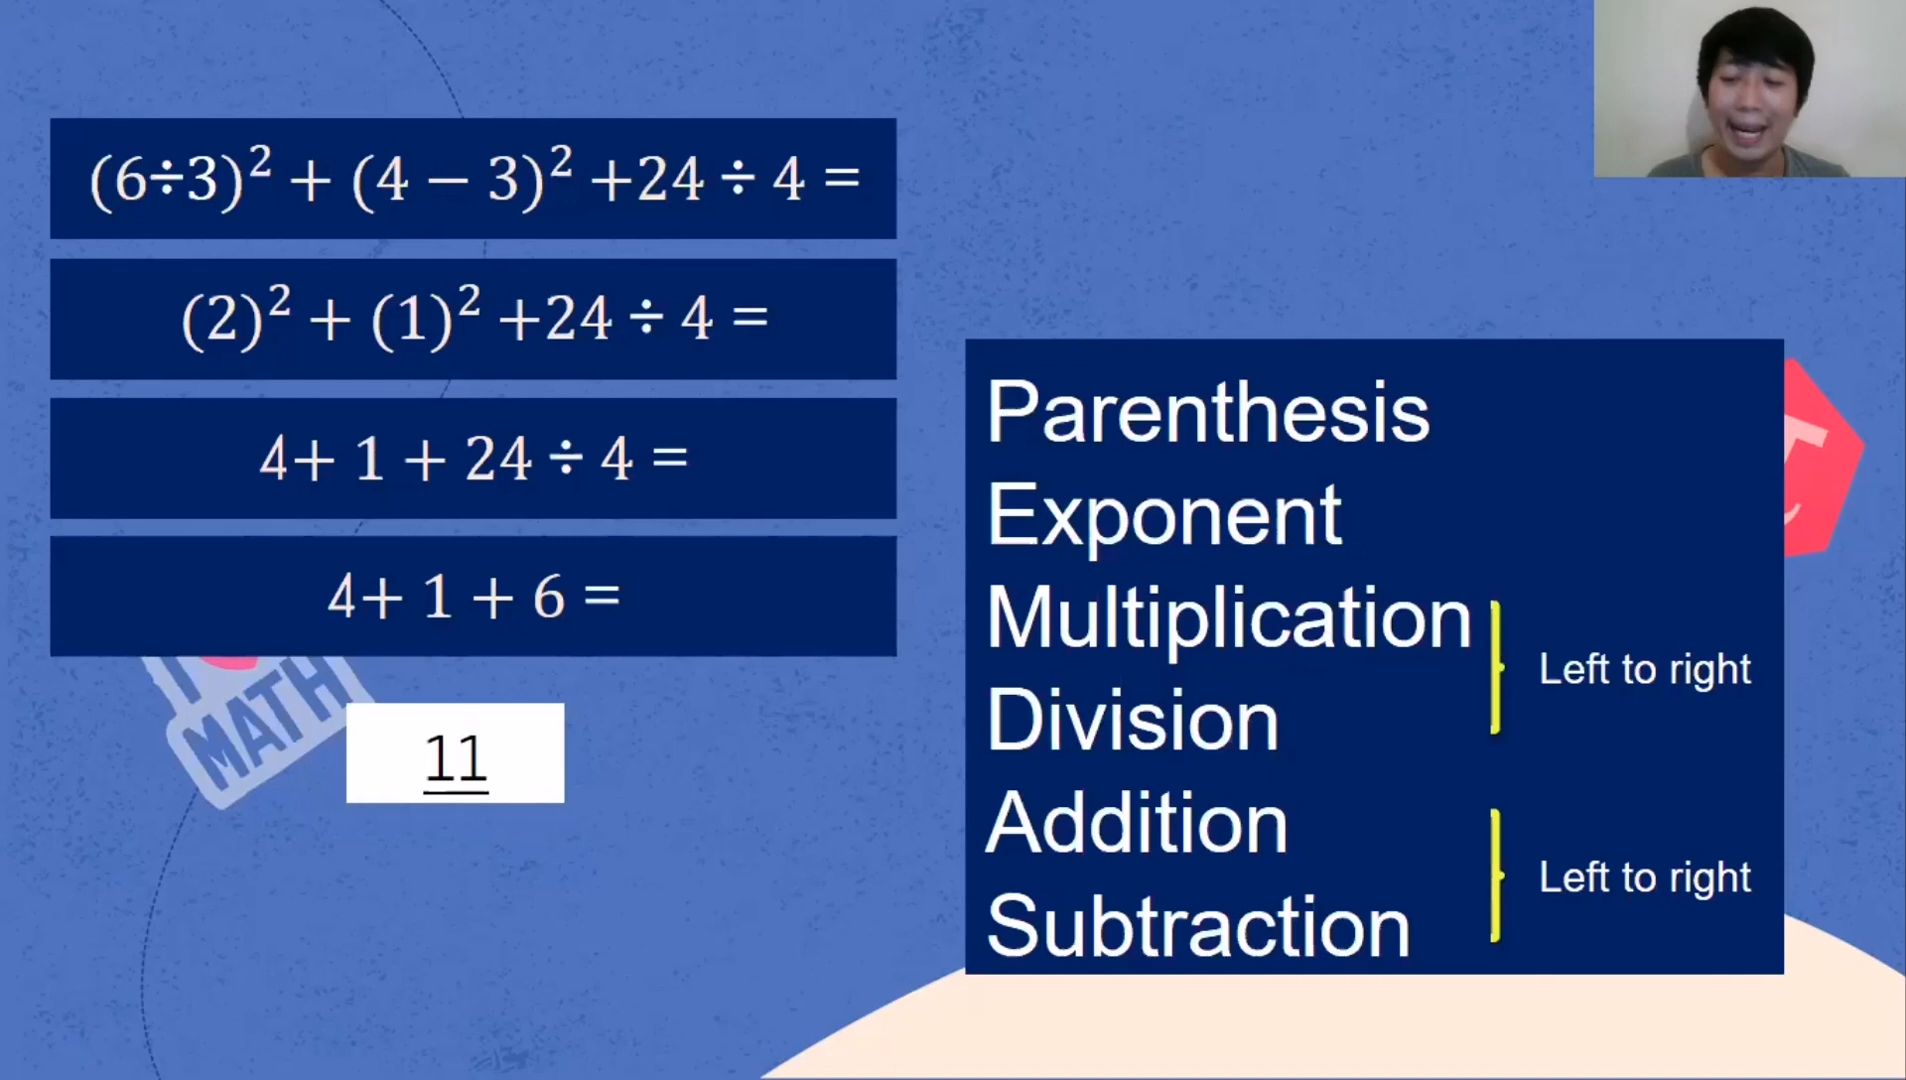 (6÷3)² + (4 − 3)² +24 ÷ 4 =
(2)² + (1)² +24 ÷ 4 =
4+ 1 + 24 ÷ 4 =
4+ 1 + 6 =
MATH
11
Parenthesis
Exponent
Multiplication
Division
Left to right
Addition
Subtraction
Left to right